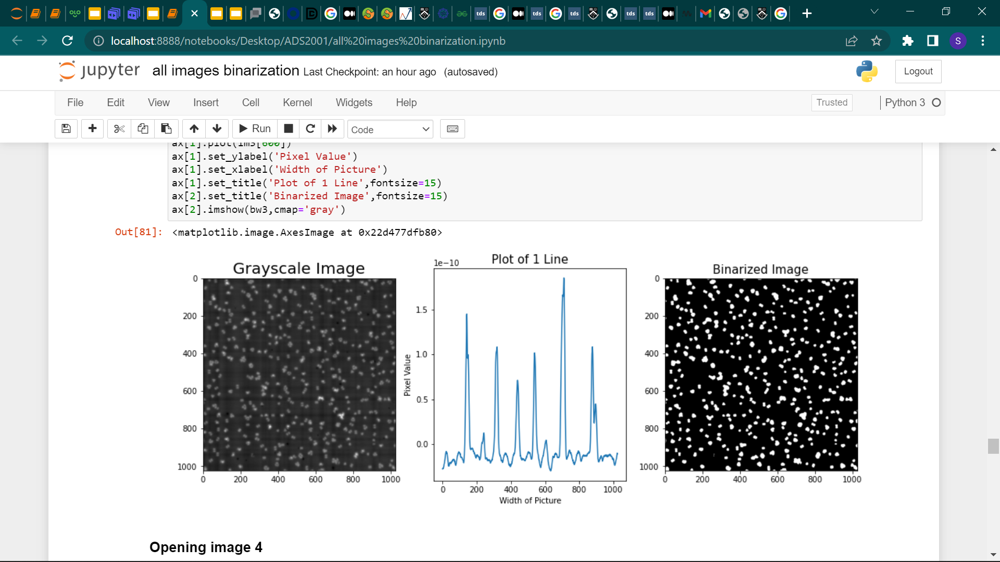 tds
tds
tds
tds
tds
localhost:8888/notebooks/Desktop/ADS2001/all%20images%20binarization.ipynb
S
jupyter all images binarization Last Checkpoint: an hour ago (autosaved)
Logout
File Edit View Insert Cell Kernel Widgets Help
Trusted Python 3
Run Code
ax[1].plot(im3[600])
ax[1].set_ylabel('Pixel Value')
ax[1].set_xlabel('Width of Picture')
ax[1].set_title('Plot of 1 Line',fontsize=15)
ax[2].set_title('Binarized Image',fontsize=15)
ax[2].imshow(bw3,cmap='gray')
Out[81]: <matplotlib.image.AxesImage at 0x22d477dfb80>
Grayscale Image
0
200
400
600
800
1000
0 200 400 600 800 1000
Plot of 1 Line
1e-10
1.5
1.0
0.5
0.0
Pixel Value
0 200 400 600 800 1000
Width of Picture
Binarized Image
0
200
400
600
800
1000
0 200 400 600 800 1000
Opening image 4